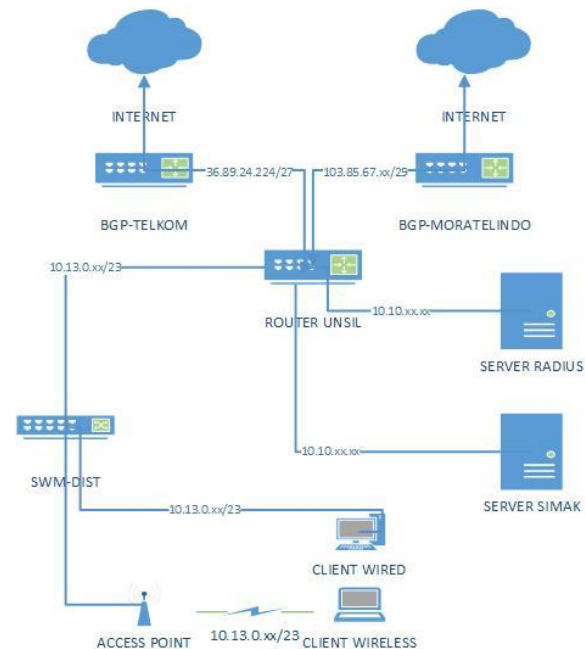 INTERNET
INTERNET
36.89.24.224/27
103.85.67.xx/25
BGP-TELKOM
BGP-MORATELINDO
10.13.0.xx/23
ROUTER UNSIL
10.10.xx.xx
SERVER RADIUS
10.10.xx.xx
SWM-DIST
SERVER SIMAK
10.13.0.xx/23
CLIENT WIRED
10.13.0.xx/23
ACCESS POINT
CLIENT WIRELESS